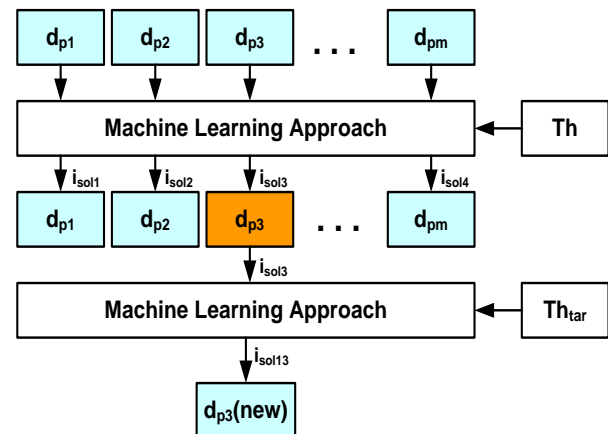 dp1 dp2 dp3 . . . dpm
Machine Learning Approach
Th
isol1 isol2 isol3 isol4
dp1 dp2 dp3 . . . dpm
isol3
Machine Learning Approach
Thtar
isol13
dp3(new)